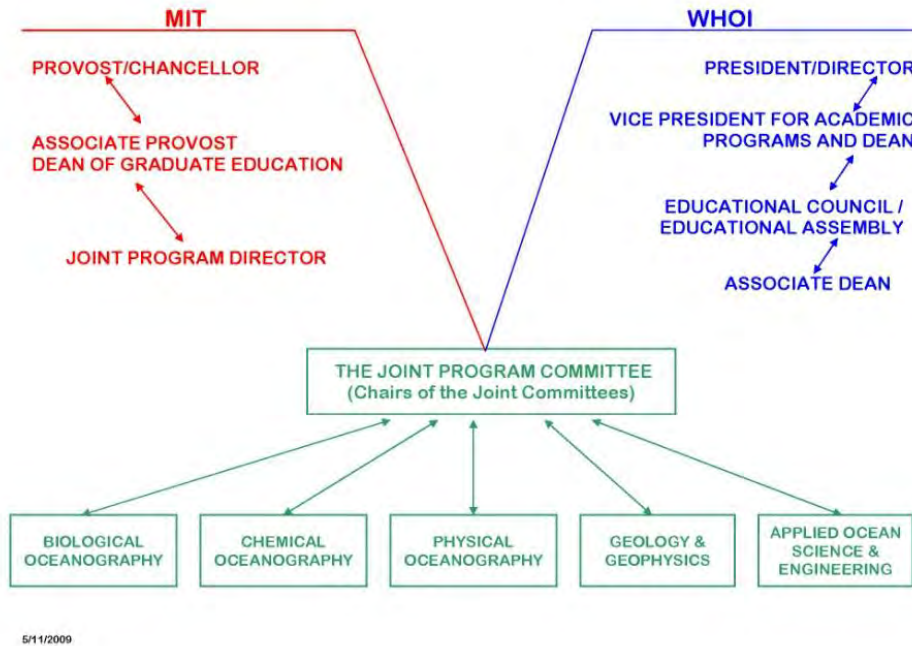 MIT
PROVOST/CHANCELLOR
ASSOCIATE PROVOST
DEAN OF GRADUATE EDUCATION
JOINT PROGRAM DIRECTOR
WHOI
PRESIDENT/DIRECTOR
VICE PRESIDENT FOR ACADEMIC
PROGRAMS AND DEAN
EDUCATIONAL COUNCIL /
EDUCATIONAL ASSEMBLY
ASSOCIATE DEAN
THE JOINT PROGRAM COMMITTEE
(Chairs of the Joint Committees)
BIOLOGICAL
OCEANOGRAPHY
CHEMICAL
OCEANOGRAPHY
PHYSICAL
OCEANOGRAPHY
GEOLOGY &
GEOPHYSICS
APPLIED OCEAN
SCIENCE &
ENGINEERING
5/11/2009